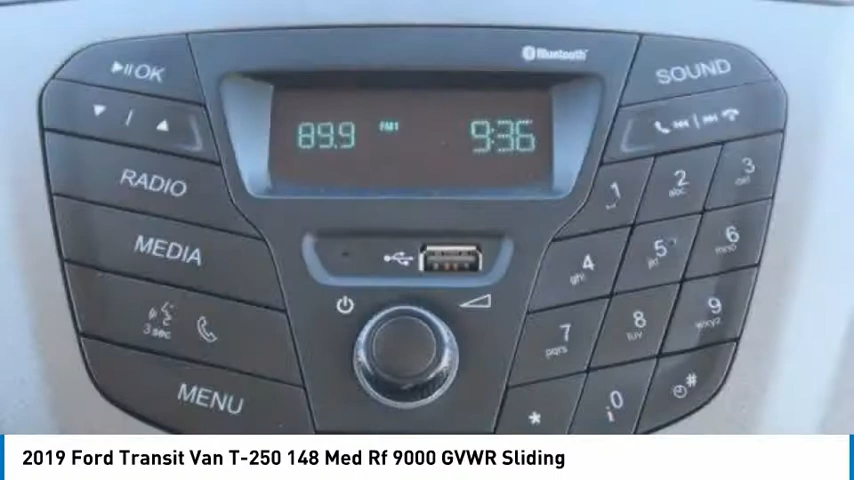 OK
Bluetooth
SOUND
89.9 FM1 9:36
RADIO
MEDIA
3 sec
MENU
1
2 abc
3 def
4 ghi
5 jkl
6 mno
7 pqrs
8 tuv
9 wxyz
*
0
#
2019 Ford Transit Van T-250 148 Med Rf 9000 GVWR Sliding